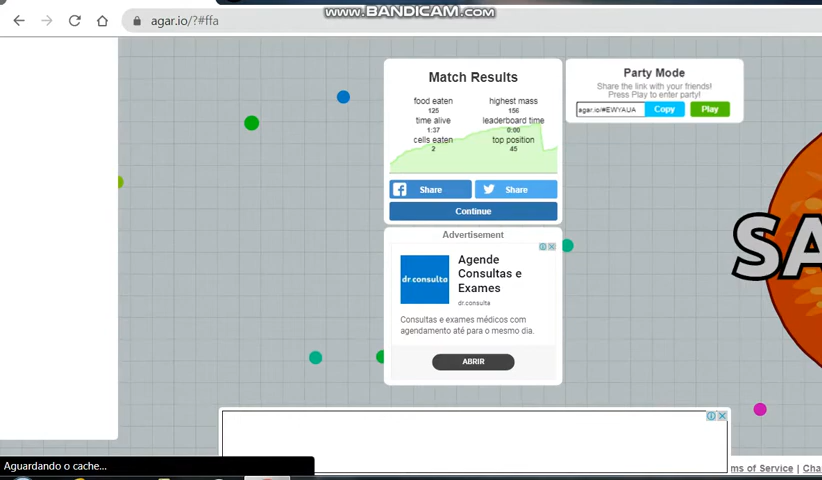 www.BANDICAM.com
agar.io/?#ffa
Match Results
food eaten
125
time alive
1:37
cells eaten
2
highest mass
156
leaderboard time
0:00
top position
45
Share
Share
Continue
Party Mode
Share the link with your friends!
Press Play to enter party!
agar.io/#EWYAUA
Copy
Play
Advertisement
dr.consulta
Agende
Consultas e
Exames
dr.consulta
Consultas e exames médicos com
agendamento até para o mesmo dia.
ABRIR
SA
Aguardando o cache...
ms of Service | Cha